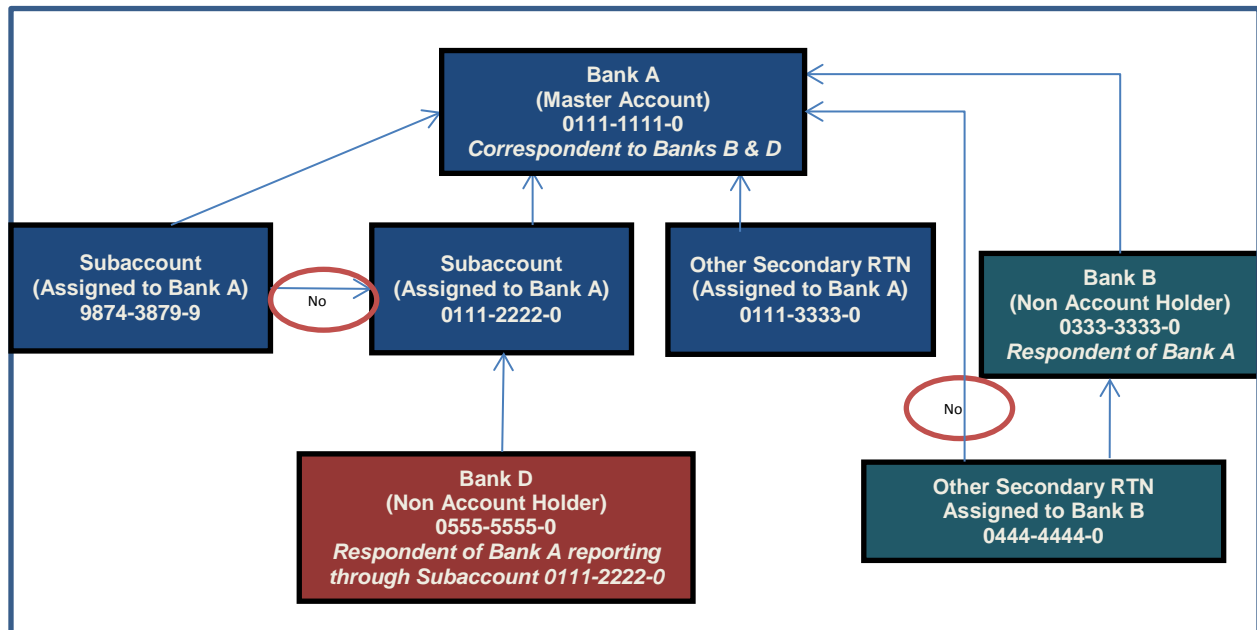 Bank A
(Master Account)
0111-1111-0
Correspondent to Banks B & D
Subaccount
(Assigned to Bank A)
9874-3879-9
No
Subaccount
(Assigned to Bank A)
0111-2222-0
Other Secondary RTN
(Assigned to Bank A)
0111-3333-0
Bank B
(Non Account Holder)
0333-3333-0
Respondent of Bank A
No
Bank D
(Non Account Holder)
0555-5555-0
Respondent of Bank A reporting
through Subaccount 0111-2222-0
Other Secondary RTN
Assigned to Bank B
0444-4444-0